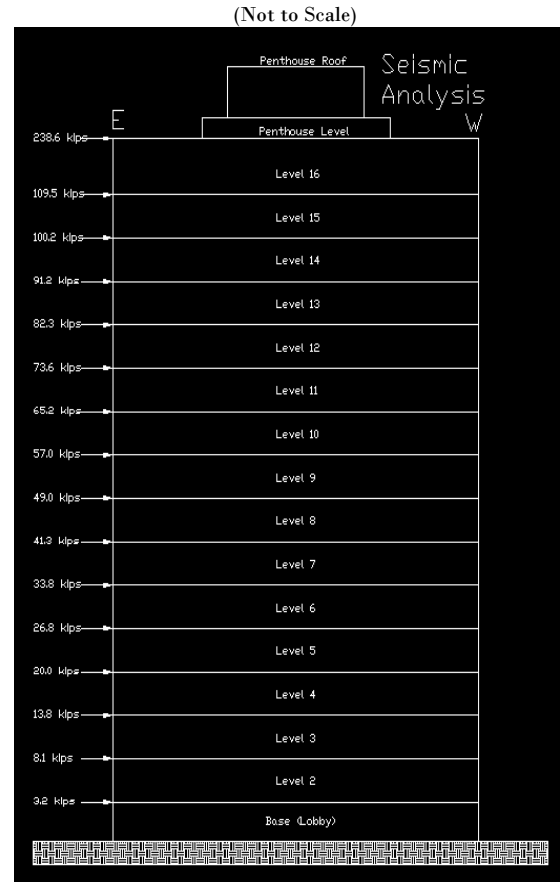 (Not to Scale)
Penthouse Roof
Seismic
Analysis
E
W
Penthouse Level
238.6 kips
Level 16
109.5 kips
Level 15
100.2 kips
Level 14
91.2 kips
Level 13
82.3 kips
Level 12
73.6 kips
Level 11
65.2 kips
Level 10
57.0 kips
Level 9
49.0 kips
Level 8
41.3 kips
Level 7
33.8 kips
Level 6
26.8 kips
Level 5
20.0 kips
Level 4
13.8 kips
Level 3
8.1 kips
Level 2
3.2 kips
Base (Lobby)